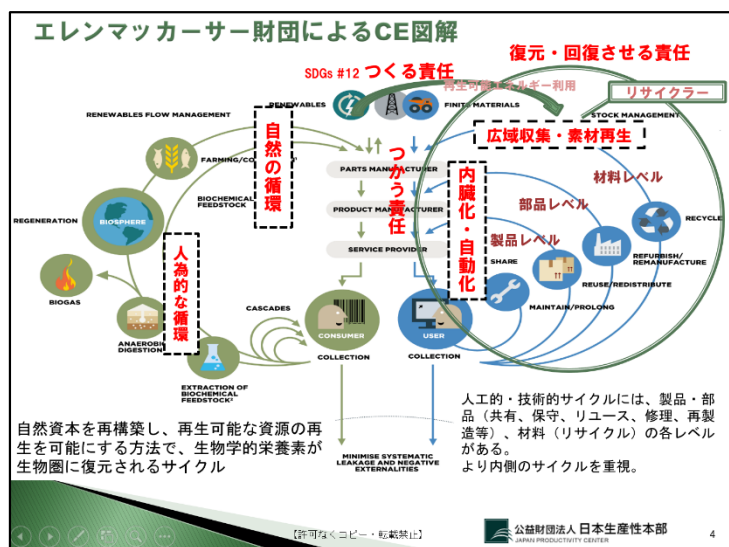 エレンマッカーサー財団によるCE図解
復元・回復させる責任
SDGs #12 つくる責任
再生可能エネルギー利用
リサイクラー
RENEWABLES
FINITE MATERIALS
RENEWABLES FLOW MANAGEMENT
STOCK MANAGEMENT
自然の循環
広域収集・素材再生
つかう責任
FARMING/CO
PARTS MANUFACTURER
内臓化・自動化
材料レベル
BIOCHEMICAL
FEEDSTOCK
部品レベル
REGENERATION
BIOSPHERE
PRODUCT MANUFACTURER
RECYCLE
製品レベル
人為的な循環
SERVICE PROVIDER
SHARE
REFURBISH/
REMANUFACTURE
REUSE/REDISTRIBUTE
BIOGAS
CASCADES
MAINTAIN/PROLONG
ANAEROBI
DIGESTION
CONSUMER
USER
COLLECTION
COLLECTION
EXTRACTION OF
BIOCHEMICAL
FEEDSTOCK²
自然資本を再構築し、再生可能な資源の再
生を可能にする方法で、生物学的栄養素が
生物圏に復元されるサイクル
人工的・技術的サイクルには、製品・部
品（共有、保守、リユース、修理、再製
造等）、材料（リサイクル）の各レベル
がある。
より内側のサイクルを重視。
MINIMISE SYSTEMATIC
LEAKAGE AND NEGATIVE
EXTERNALITIES
【許可なくコピー・転載禁止】
公益財団法人 日本生産性本部
JAPAN PRODUCTIVITY CENTER
4